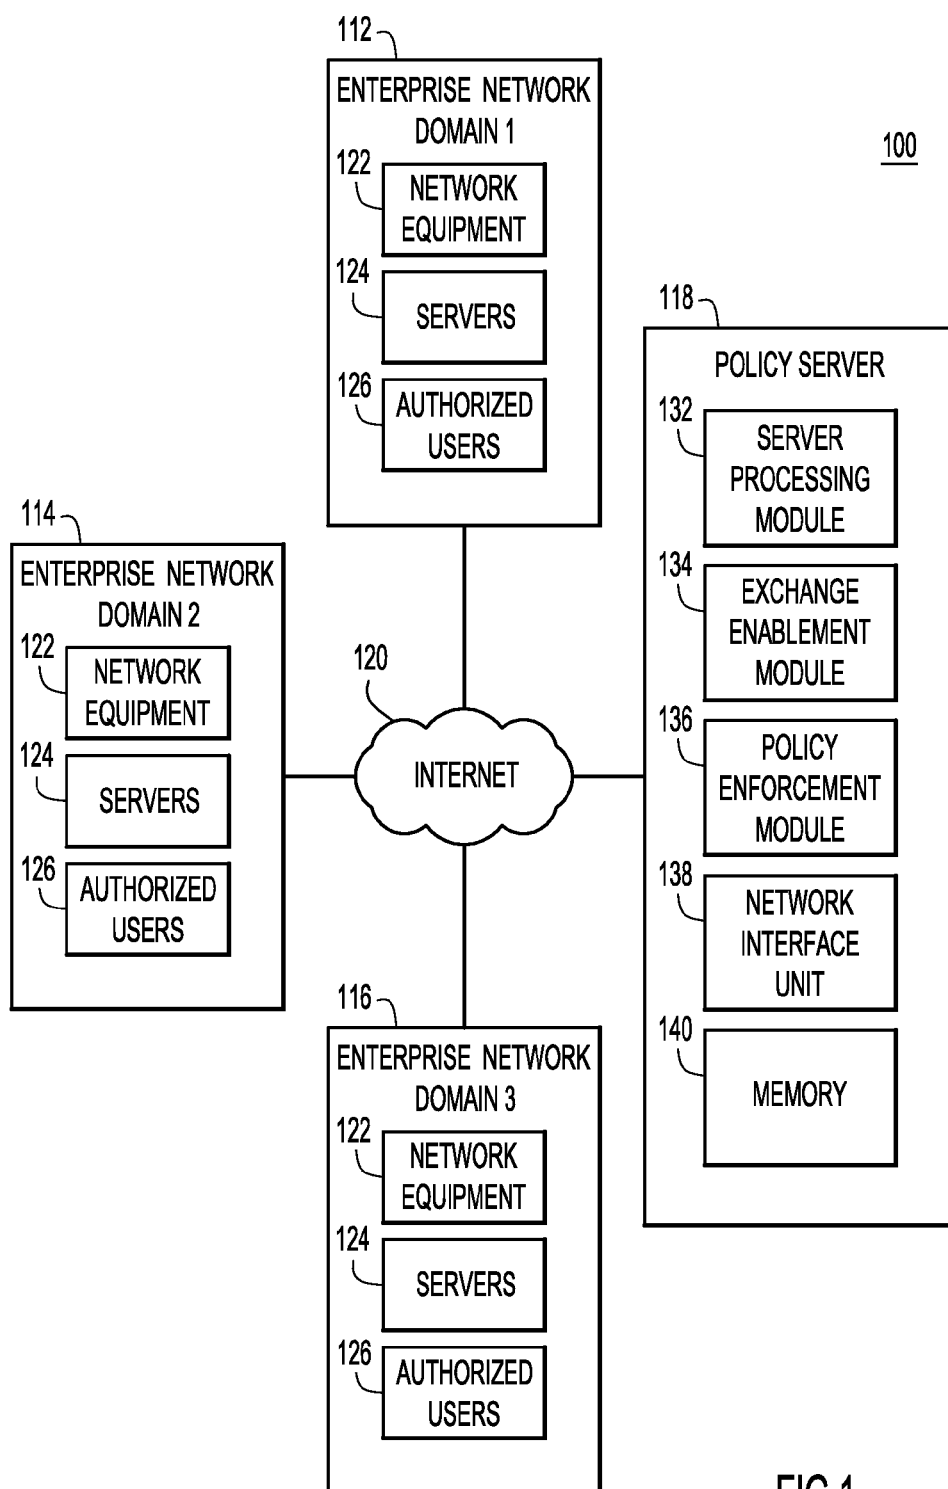 112
ENTERPRISE NETWORK
DOMAIN 1
122
NETWORK
EQUIPMENT
124
SERVERS
126
AUTHORIZED
USERS
100
118
POLICY SERVER
132
SERVER
PROCESSING
MODULE
134
EXCHANGE
ENABLEMENT
MODULE
136
POLICY
ENFORCEMENT
MODULE
138
NETWORK
INTERFACE
UNIT
140
MEMORY
114
ENTERPRISE NETWORK
DOMAIN 2
122
NETWORK
EQUIPMENT
124
SERVERS
126
AUTHORIZED
USERS
120
INTERNET
116
ENTERPRISE NETWORK
DOMAIN 3
122
NETWORK
EQUIPMENT
124
SERVERS
126
AUTHORIZED
USERS
FIG.1